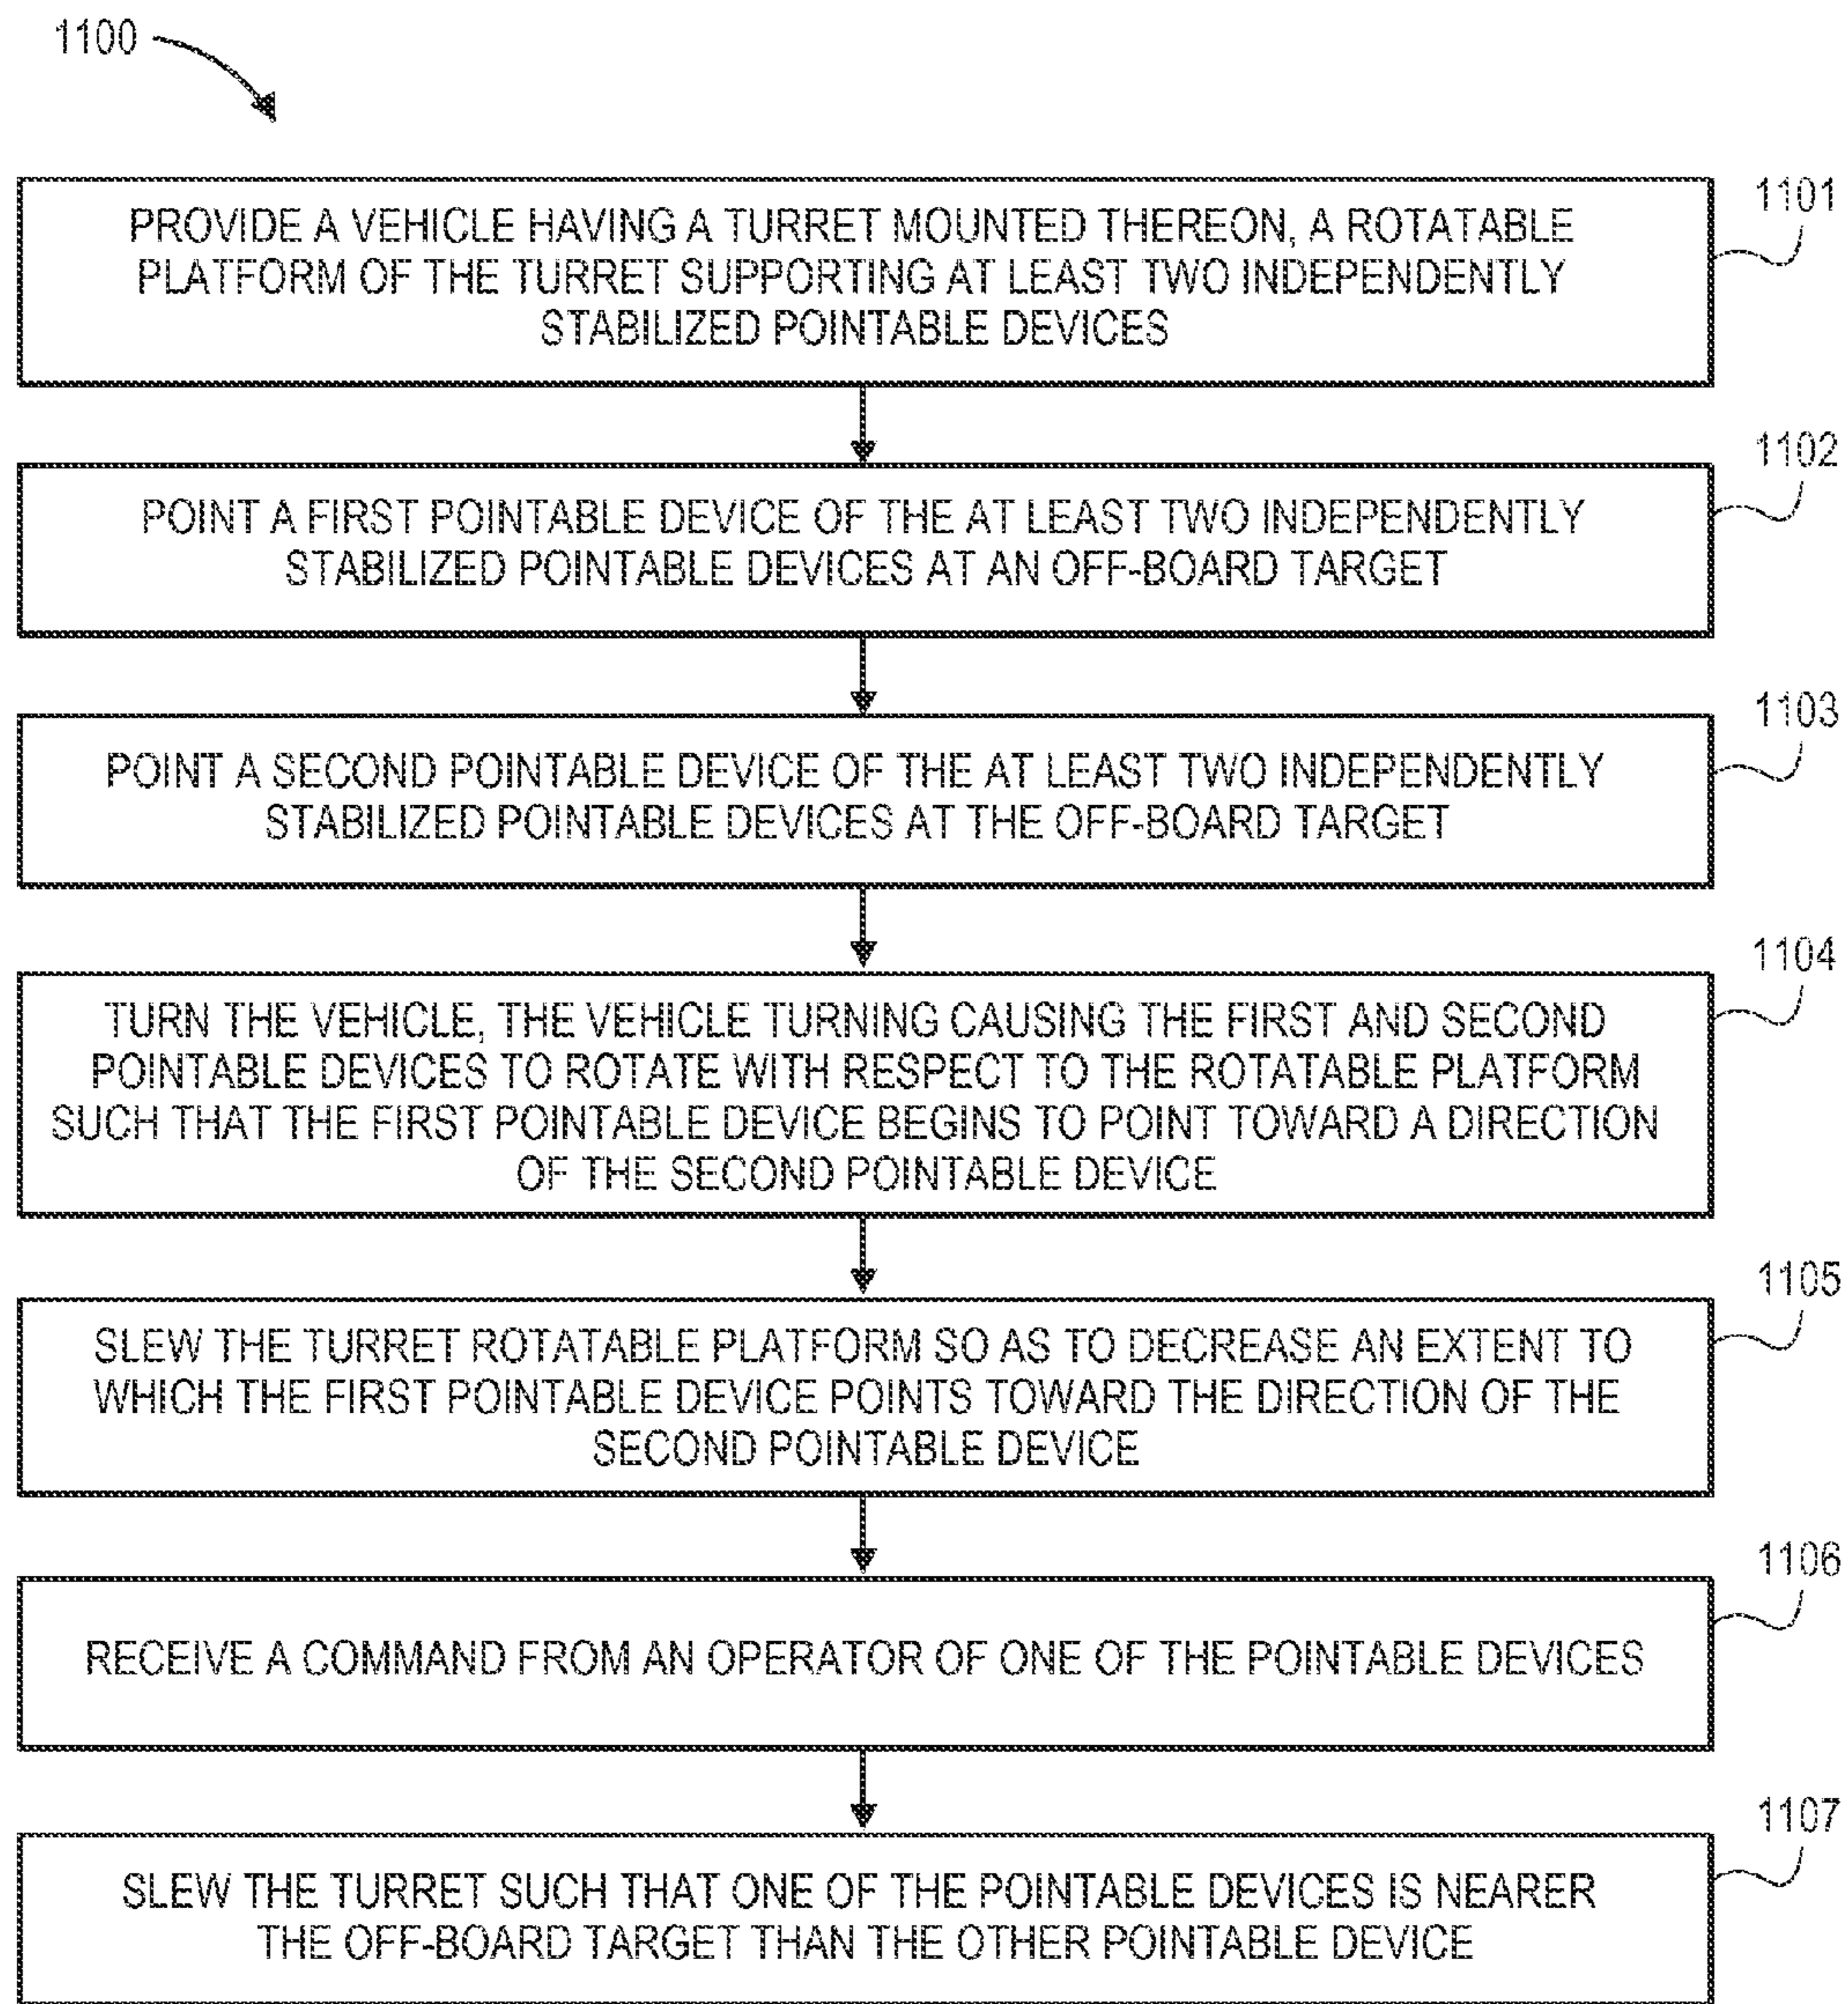 1100
1101
PROVIDE A VEHICLE HAVING A TURRET MOUNTED THEREON, A ROTATABLE
PLATFORM OF THE TURRET SUPPORTING AT LEAST TWO INDEPENDENTLY
STABILIZED POINTABLE DEVICES
1102
POINT A FIRST POINTABLE DEVICE OF THE AT LEAST TWO INDEPENDENTLY
STABILIZED POINTABLE DEVICES AT AN OFF-BOARD TARGET
1103
POINT A SECOND POINTABLE DEVICE OF THE AT LEAST TWO INDEPENDENTLY
STABILIZED POINTABLE DEVICES AT THE OFF-BOARD TARGET
1104
TURN THE VEHICLE, THE VEHICLE TURNING CAUSING THE FIRST AND SECOND
POINTABLE DEVICES TO ROTATE WITH RESPECT TO THE ROTATABLE PLATFORM
SUCH THAT THE FIRST POINTABLE DEVICE BEGINS TO POINT TOWARD A DIRECTION
OF THE SECOND POINTABLE DEVICE
1105
SLEW THE TURRET ROTATABLE PLATFORM SO AS TO DECREASE AN EXTENT TO
WHICH THE FIRST POINTABLE DEVICE POINTS TOWARD THE DIRECTION OF THE
SECOND POINTABLE DEVICE
1106
RECEIVE A COMMAND FROM AN OPERATOR OF ONE OF THE POINTABLE DEVICES
1107
SLEW THE TURRET SUCH THAT ONE OF THE POINTABLE DEVICES IS NEARER
THE OFF-BOARD TARGET THAN THE OTHER POINTABLE DEVICE